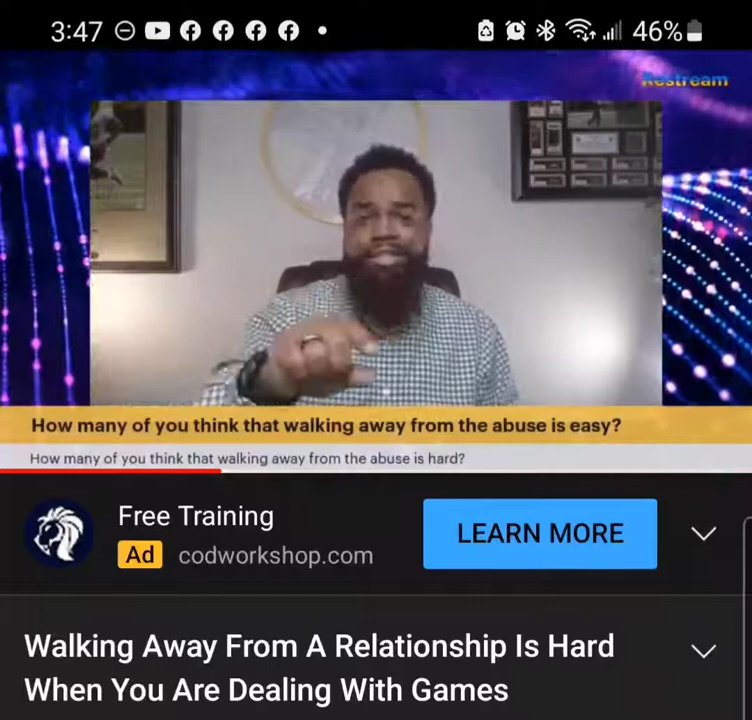 3:47
46%
Restream
How many of you think that walking away from the abuse is easy?
How many of you think that walking away from the abuse is hard?
Free Training
LEARN MORE
Ad codworkshop.com
Walking Away From A Relationship Is Hard
When You Are Dealing With Games